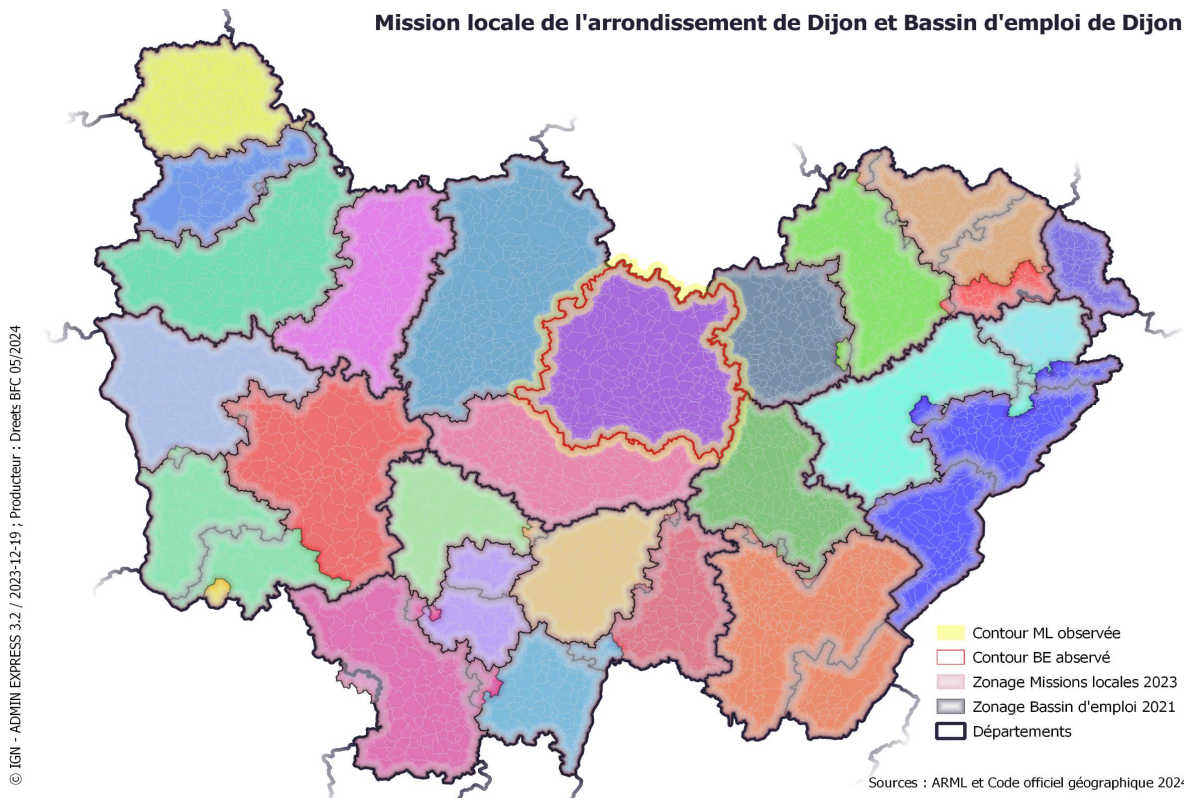 Mission locale de l'arrondissement de Dijon et Bassin d'emploi de Dijon
© IGN - ADMIN EXPRESS 3.2 / 2023-12-19 ; Producteur : Dreets BFC 05/2024
Contour ML observée
Contour BE abservé
Zonage Missions locales 2023
Zonage Bassin d'emploi 2021
Départements
Sources : ARML et Code officiel géographique 2024